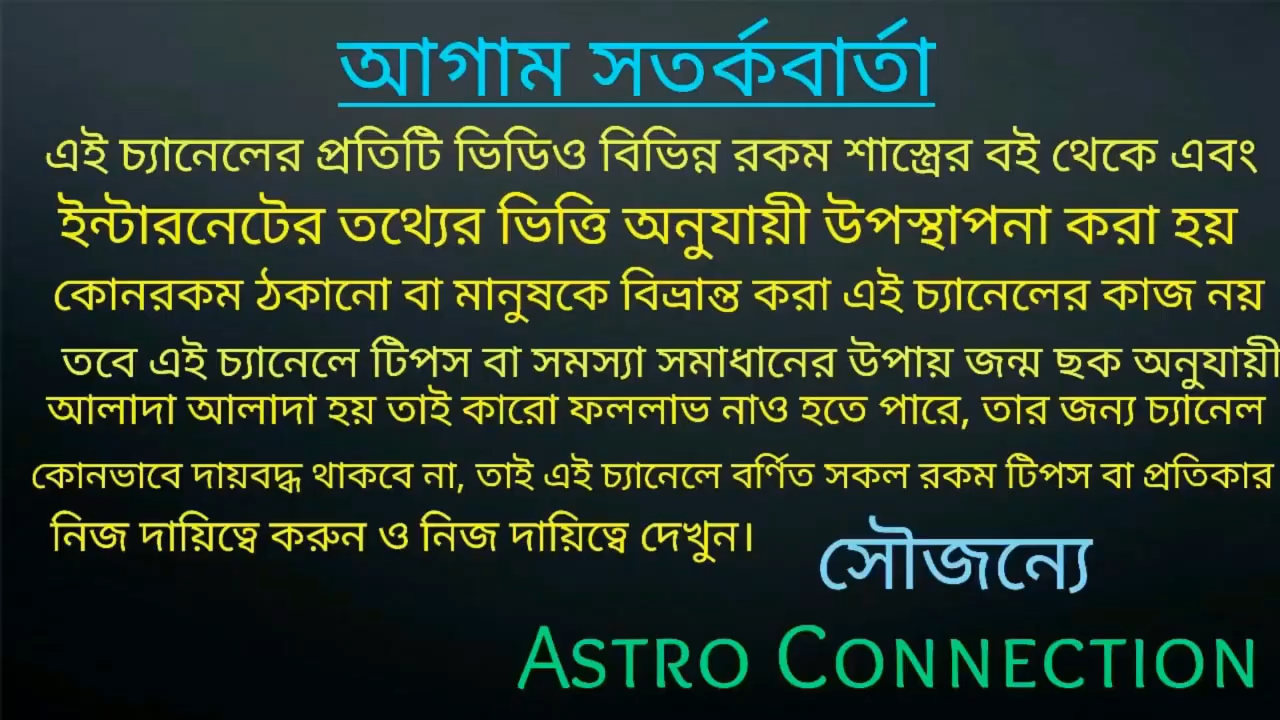 আগাম সতর্কবার্তা
এই চ্যানেলের প্রতিটি ভিডিও বিভিন্ন রকম শাস্ত্রের বই থেকে এবং
ইন্টারনেটের তথ্যের ভিত্তি অনুযায়ী উপস্থাপনা করা হয়
কোনরকম ঠকানো বা মানুষকে বিভ্রান্ত করা এই চ্যানেলের কাজ নয়
তবে এই চ্যানেলে টিপস বা সমস্যা সমাধানের উপায় জন্ম ছক অনুযায়ী
আলাদা আলাদা হয় তাই কারো ফললাভ নাও হতে পারে, তার জন্য চ্যানেল
কোনভাবে দায়বদ্ধ থাকবে না, তাই এই চ্যানেলে বর্ণিত সকল রকম টিপস বা প্রতিকার
নিজ দায়িত্বে করুন ও নিজ দায়িত্বে দেখুন।
সৌজন্যে
ASTRO CONNECTION